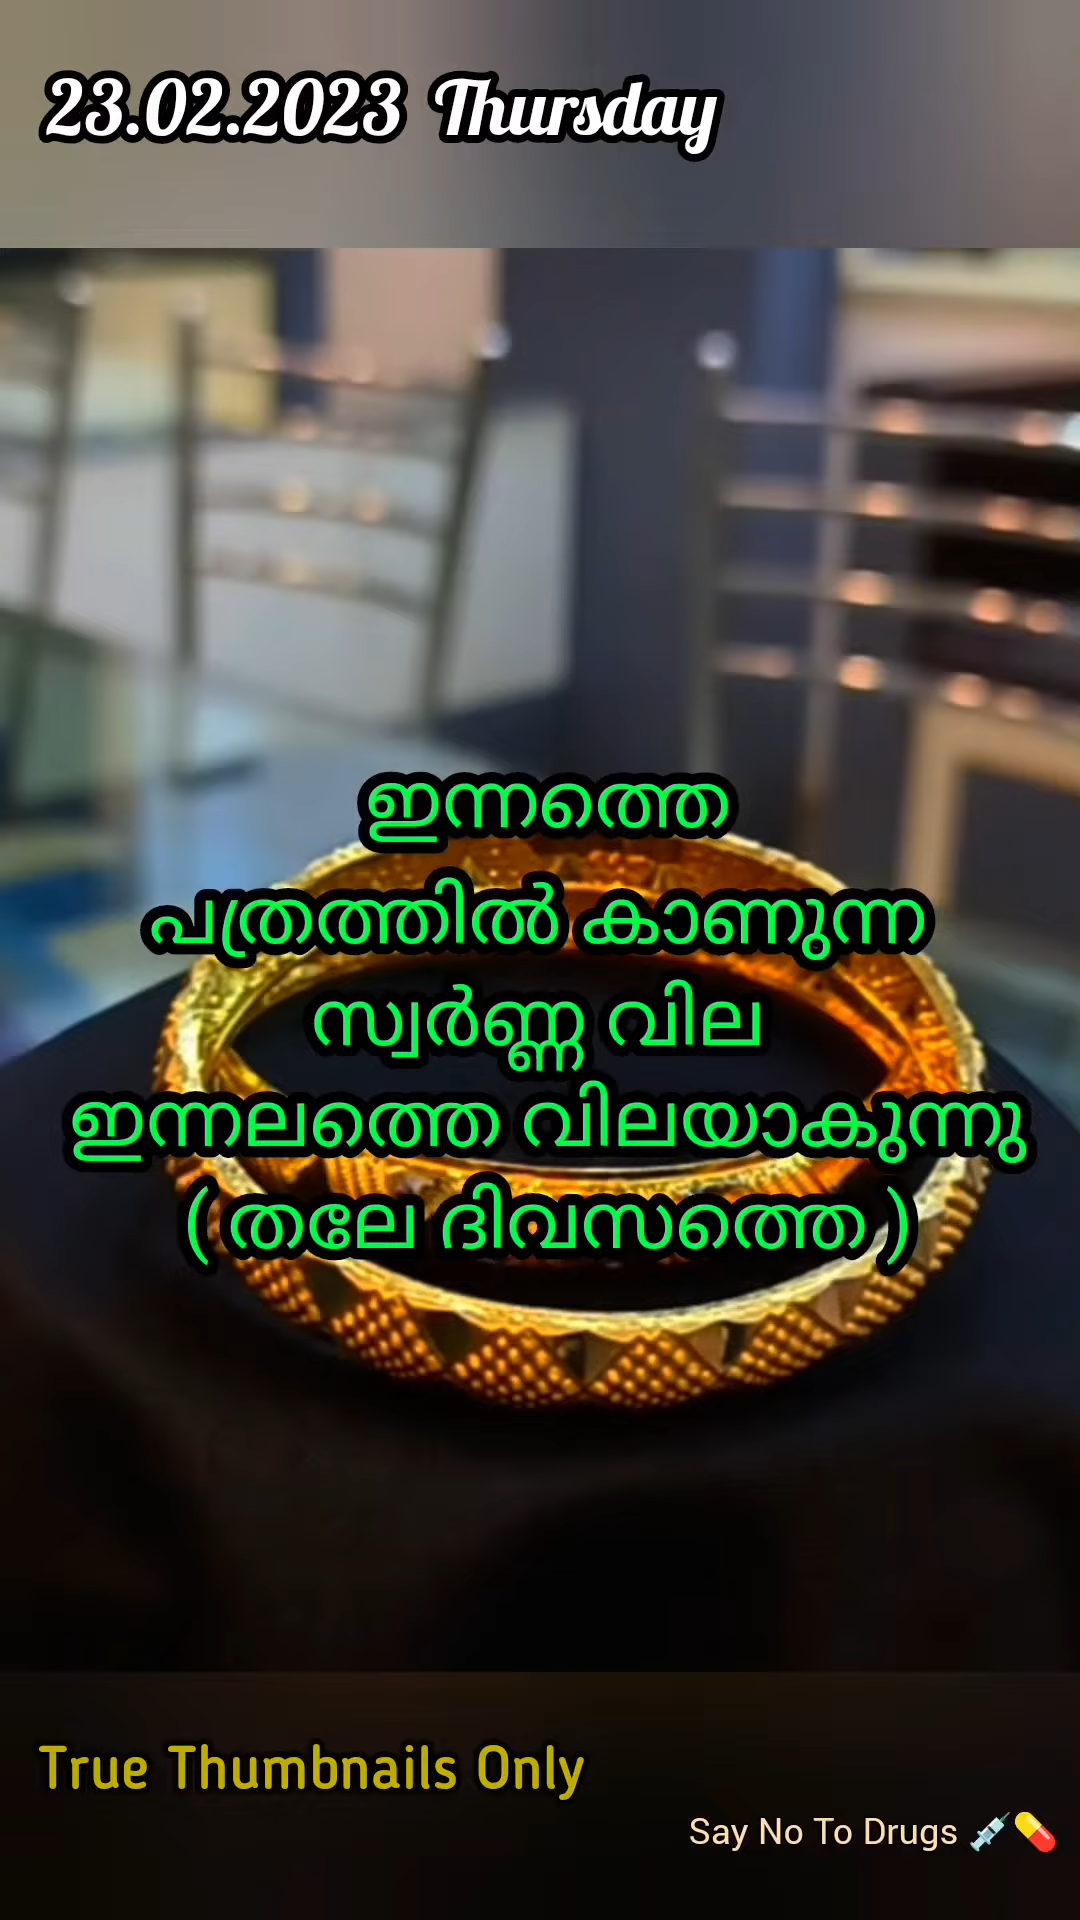 23.02.2023 Thursday
ഇന്നത്തെ
പത്രത്തിൽ കാണുന്ന
സ്വർണ്ണ വില
ഇന്നലത്തെ വിലയാകുന്നു
( തലേ ദിവസത്തെ )
True Thumbnails Only
Say No To Drugs 💉💊